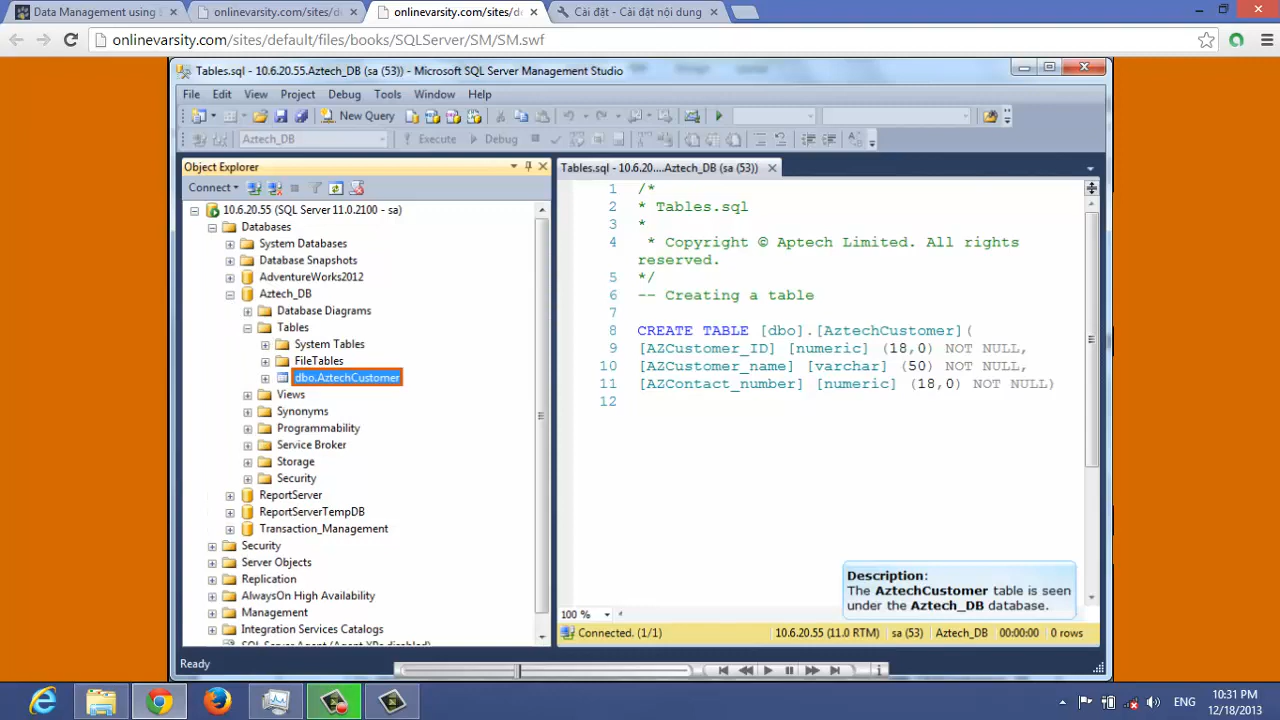 Data Management using S
onlinevarsity.com/sites/de
onlinevarsity.com/sites/de
Cài đặt - Cài đặt nội dung
onlinevarsity.com/sites/default/files/books/SQLServer/SM/SM.swf
Tables.sql - 10.6.20.55.Aztech_DB (sa (53)) - Microsoft SQL Server Management Studio
File Edit View Project Debug Tools Window Help
New Query
Aztech_DB Execute Debug
Object Explorer
Connect
10.6.20.55 (SQL Server 11.0.2100 - sa)
Databases
System Databases
Database Snapshots
AdventureWorks2012
Aztech_DB
Database Diagrams
Tables
System Tables
FileTables
dbo.AztechCustomer
Views
Synonyms
Programmability
Service Broker
Storage
Security
ReportServer
ReportServerTempDB
Transaction_Management
Security
Server Objects
Replication
AlwaysOn High Availability
Management
Integration Services Catalogs
Tables.sql - 10.6.20....Aztech_DB (sa (53))
1 /*
2 * Tables.sql
3 *
4 * Copyright © Aptech Limited. All rights
reserved.
5 */
6 -- Creating a table
7
8 CREATE TABLE [dbo].[AztechCustomer](
9 [AZCustomer_ID] [numeric] (18,0) NOT NULL,
10 [AZCustomer_name] [varchar] (50) NOT NULL,
11 [AZContact_number] [numeric] (18,0) NOT NULL)
12
Description:
The AztechCustomer table is seen
under the Aztech_DB database.
100 %
Connected. (1/1) 10.6.20.55 (11.0 RTM) sa (53) Aztech_DB 00:00:00 0 rows
Ready
ENG
10:31 PM
12/18/2013